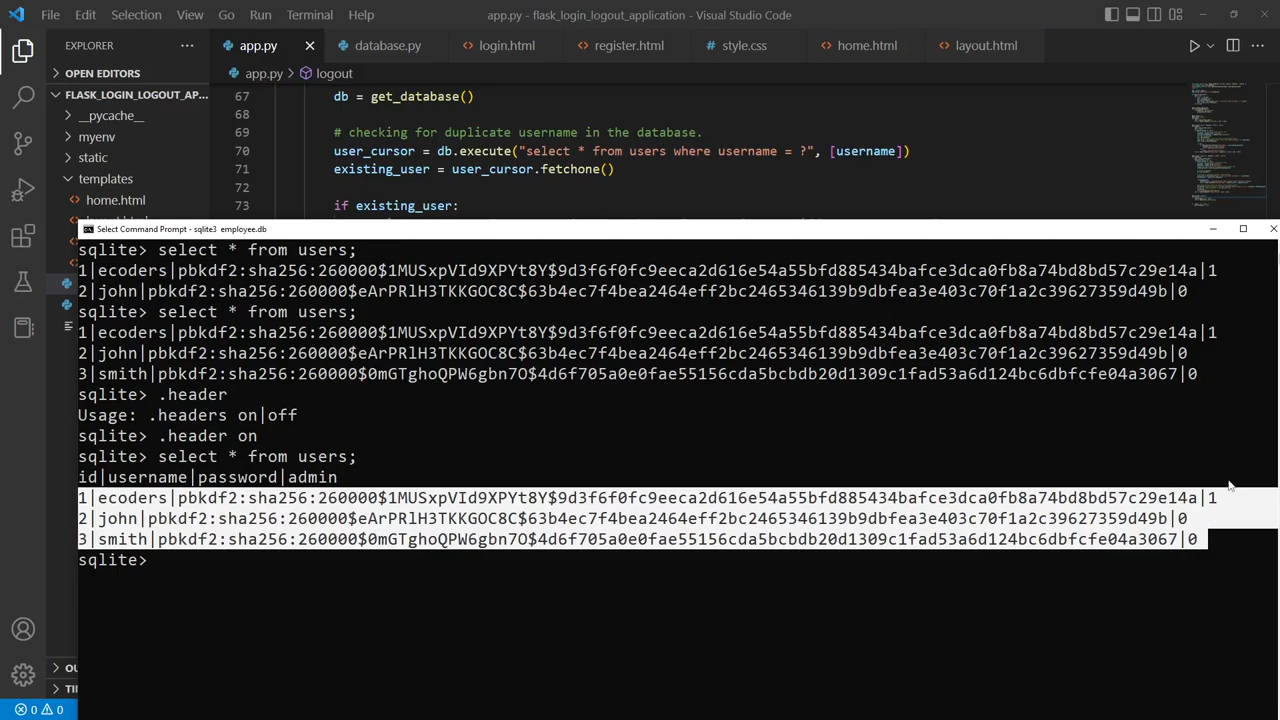 File Edit Selection View Go Run Terminal Help
app.py - flask_login_logout_application - Visual Studio Code
EXPLORER
app.py
database.py
login.html
register.html
style.css
home.html
layout.html
OPEN EDITORS
app.py > logout
FLASK_LOGIN_LOGOUT_AP...
__pycache__
myenv
static
templates
home.html
67 db = get_database()
68
69 # checking for duplicate username in the database.
70 user_cursor = db.execute("select * from users where username = ?", [username])
71 existing_user = user_cursor.fetchone()
72
73 if existing_user:
Select Command Prompt - sqlite3 employee.db
sqlite> select * from users;
1|ecoders|pbkdf2:sha256:260000$1MUSxpVId9XPYt8Y$9d3f6f0fc9eeca2d616e54a55bfd885434bafce3dca0fb8a74bd8bd57c29e14a|1
2|john|pbkdf2:sha256:260000$eArPRlH3TKKGOC8C$63b4ec7f4bea2464eff2bc2465346139b9dbfea3e403c70f1a2c39627359d49b|0
sqlite> select * from users;
1|ecoders|pbkdf2:sha256:260000$1MUSxpVId9XPYt8Y$9d3f6f0fc9eeca2d616e54a55bfd885434bafce3dca0fb8a74bd8bd57c29e14a|1
2|john|pbkdf2:sha256:260000$eArPRlH3TKKGOC8C$63b4ec7f4bea2464eff2bc2465346139b9dbfea3e403c70f1a2c39627359d49b|0
3|smith|pbkdf2:sha256:260000$0mGTghoQPW6gbn7O$4d6f705a0e0fae55156cda5bcbdb20d1309c1fad53a6d124bc6dbfcfe04a3067|0
sqlite> .header
Usage: .headers on|off
sqlite> .header on
sqlite> select * from users;
id|username|password|admin
1|ecoders|pbkdf2:sha256:260000$1MUSxpVId9XPYt8Y$9d3f6f0fc9eeca2d616e54a55bfd885434bafce3dca0fb8a74bd8bd57c29e14a|1
2|john|pbkdf2:sha256:260000$eArPRlH3TKKGOC8C$63b4ec7f4bea2464eff2bc2465346139b9dbfea3e403c70f1a2c39627359d49b|0
3|smith|pbkdf2:sha256:260000$0mGTghoQPW6gbn7O$4d6f705a0e0fae55156cda5bcbdb20d1309c1fad53a6d124bc6dbfcfe04a3067|0
sqlite>
OU
TI
0 0